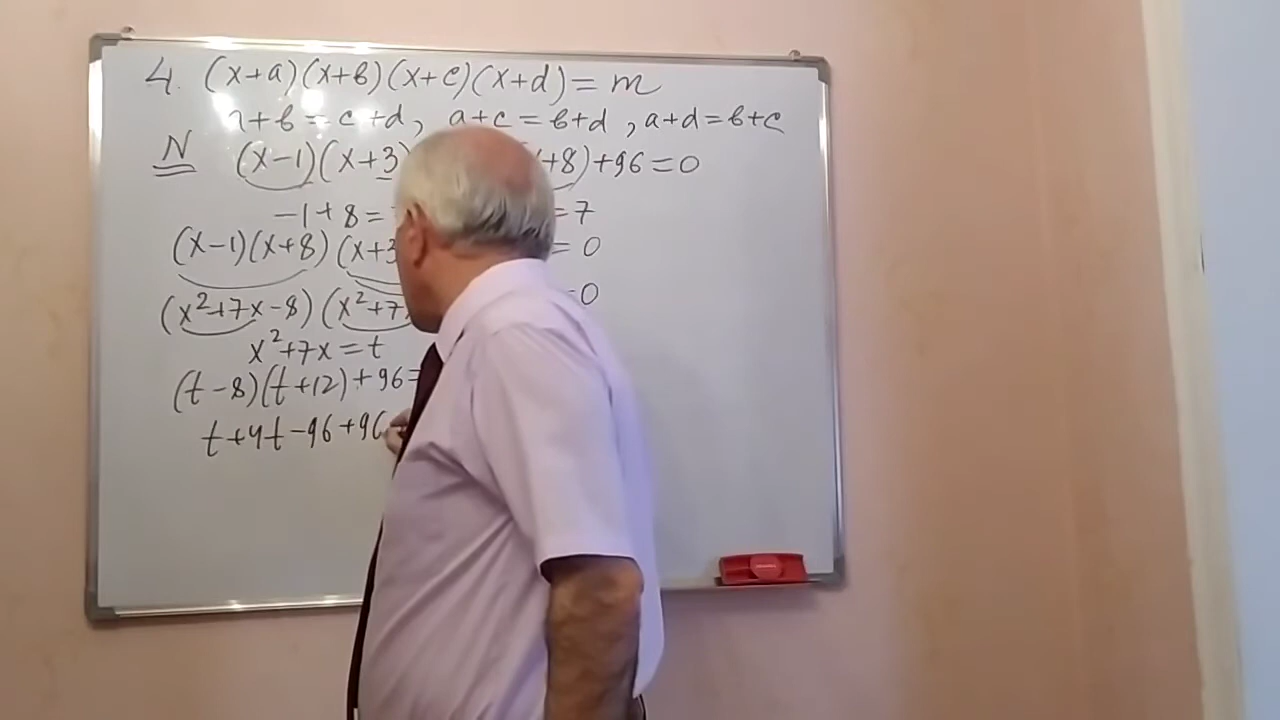 4. (x+a)(x+b)(x+c)(x+d)=m
a+b=c+d, a+c=b+d, a+d=b+c
N (x-1)(x+3) +8)+96=0
-1+8= =7
(x-1)(x+8)(x+3 =0
(x²+7x-8)(x²+7 =0
x²+7x=t
(t-8)(t+12)+96=
t+4t-96+96